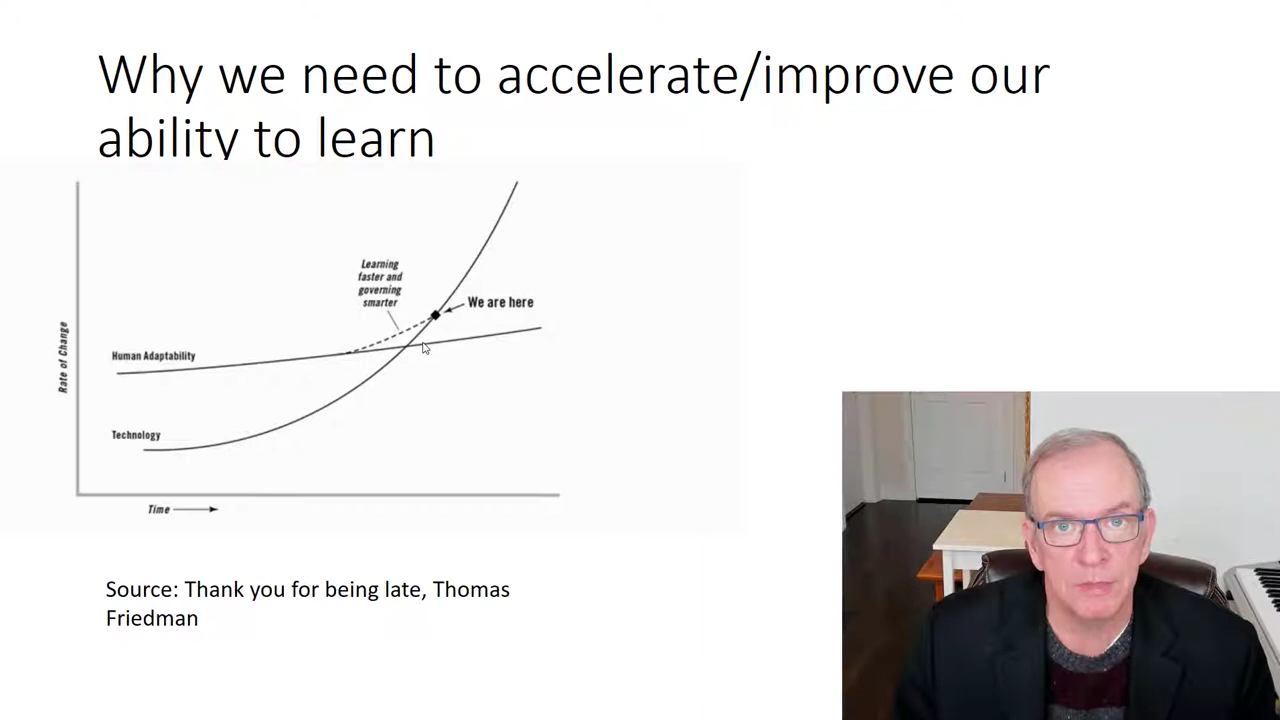 Why we need to accelerate/improve our
ability to learn
Learning
faster and
governing
smarter
We are here
Human Adaptability
Rate of Change
Technology
Time
Source: Thank you for being late, Thomas
Friedman